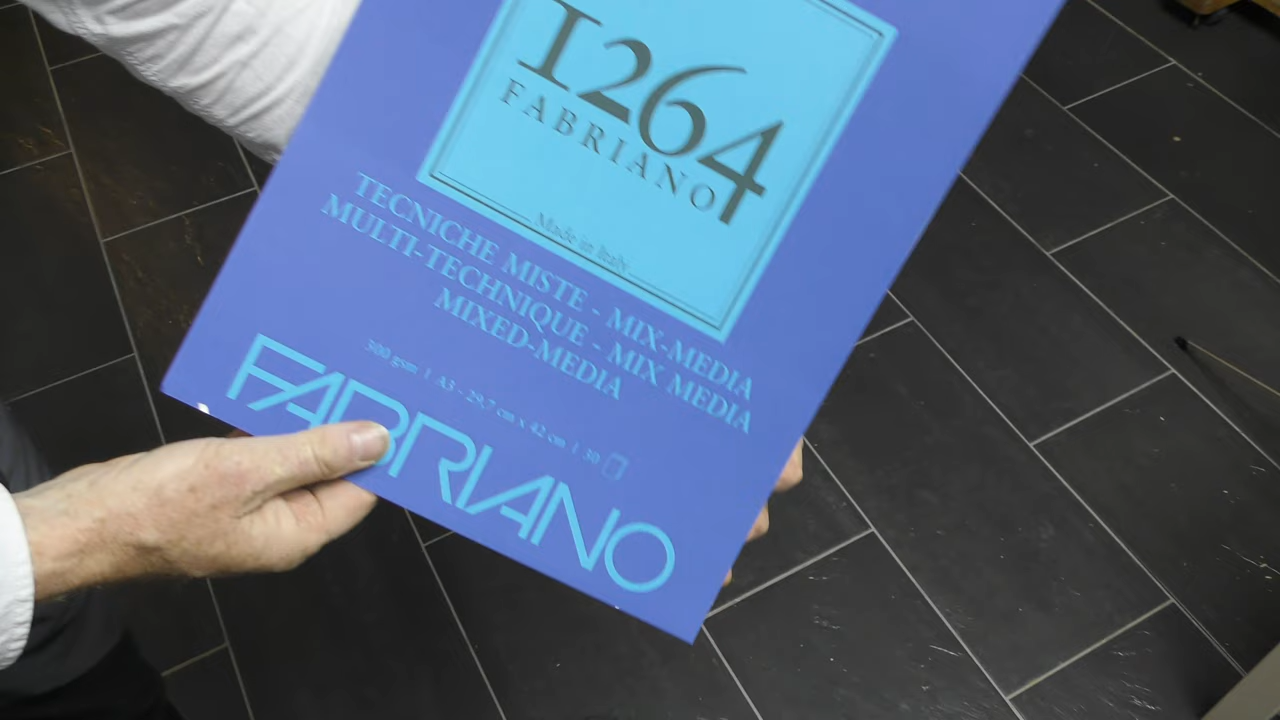 1264
FABRIANO
Made in Italy
TECNICHE MISTE - MIX-MEDIA
MULTI-TECHNIQUE - MIX MEDIA
MIXED-MEDIA
300 gsm | A3 - 29,7 cm x 42 cm | 30
FABRIANO